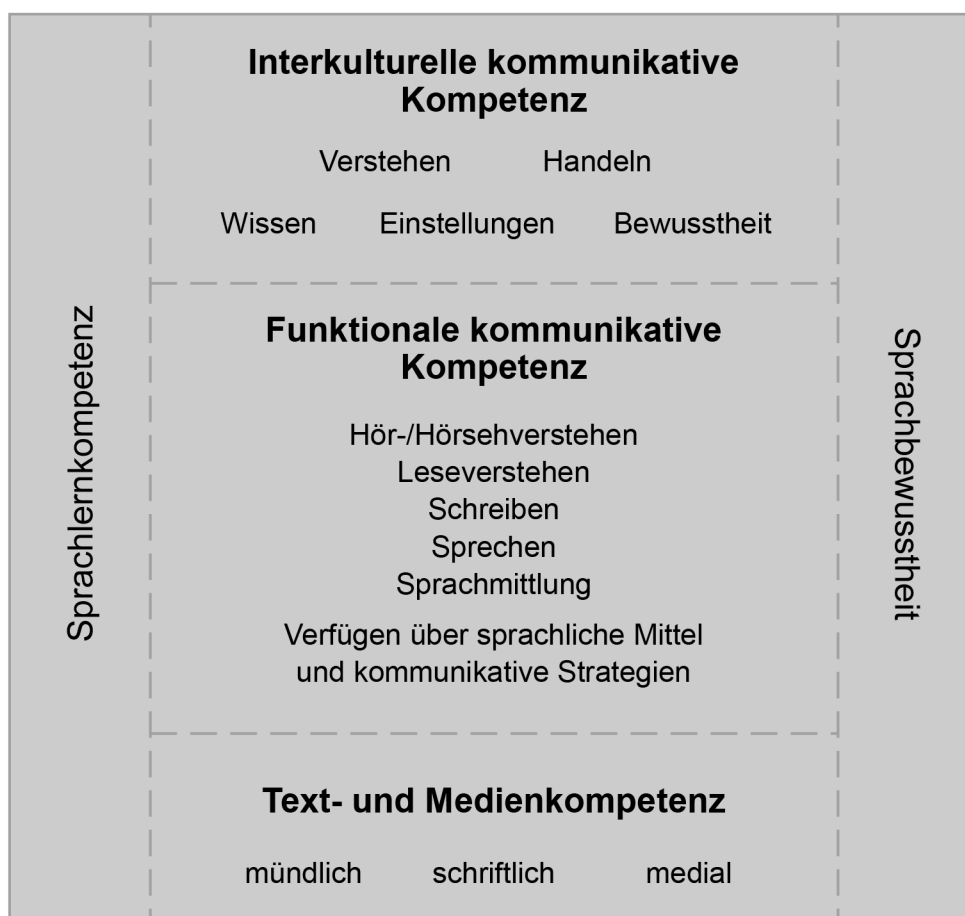 Interkulturelle kommunikative
Kompetenz
Verstehen Handeln
Wissen Einstellungen Bewusstheit
Sprachlernkompetenz
Funktionale kommunikative
Kompetenz
Hör-/Hörsehverstehen
Leseverstehen
Schreiben
Sprechen
Sprachmittlung
Verfügen über sprachliche Mittel
und kommunikative Strategien
Sprachbewusstheit
Text- und Medienkompetenz
mündlich schriftlich medial